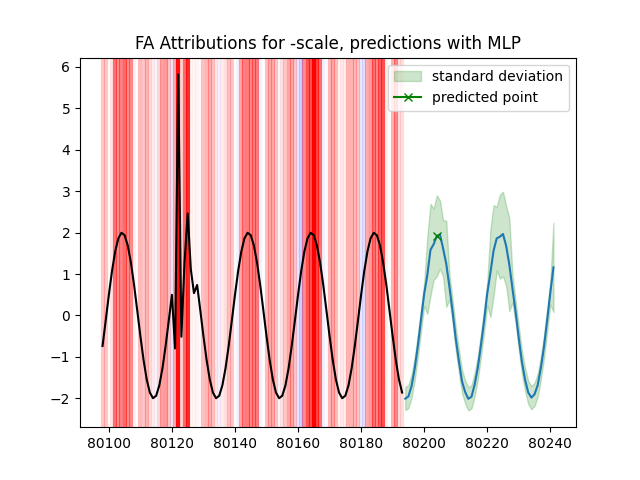 FA Attributions for -scale, predictions with MLP
standard deviation
predicted point
6
5
4
3
2
1
0
−1
−2
80100 80120 80140 80160 80180 80200 80220 80240